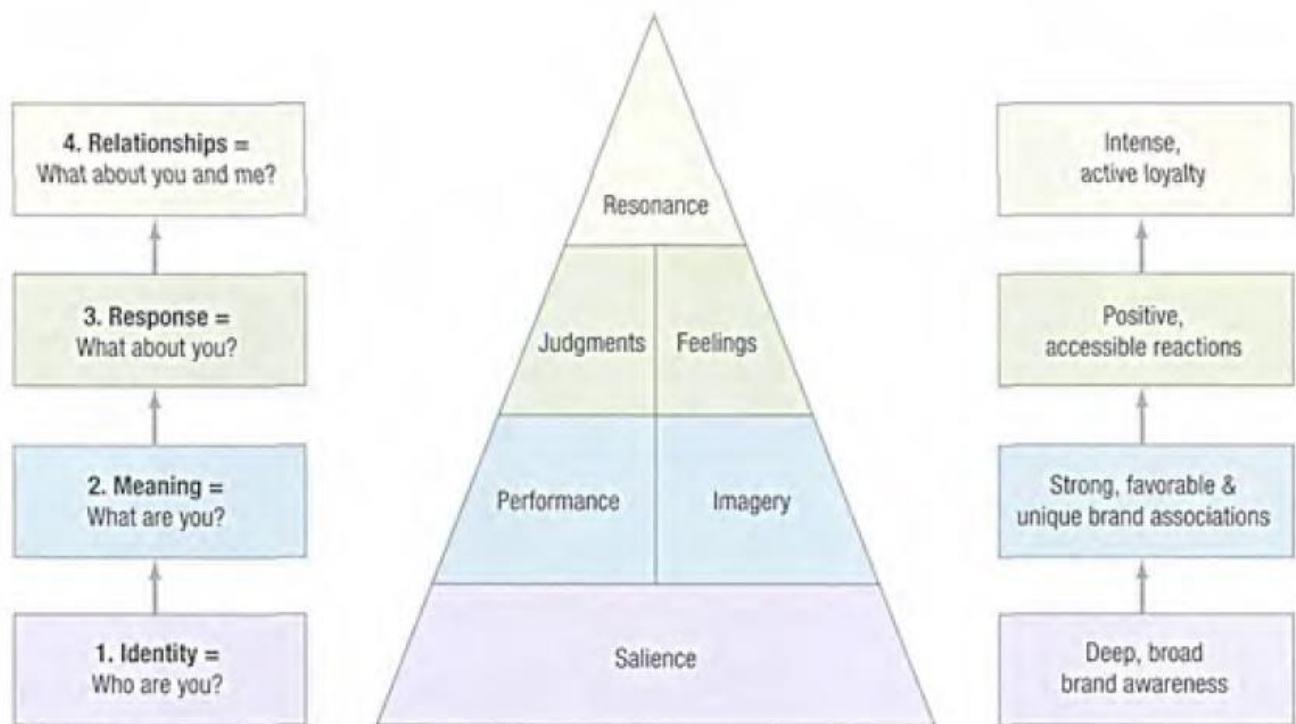 4. Relationships =
What about you and me?
3. Response =
What about you?
2. Meaning =
What are you?
1. Identity =
Who are you?
Resonance
Judgments
Feelings
Performance
Imagery
Salience
Intense,
active loyalty
Positive,
accessible reactions
Strong, favorable &
unique brand associations
Deep, broad
brand awareness